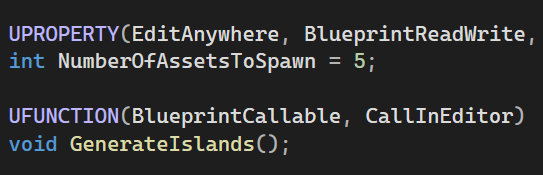 UPROPERTY(EditAnywhere, BlueprintReadWrite,
int NumberOfAssetsToSpawn = 5;
UFUNCTION(BlueprintCallable, CallInEditor)
void GenerateIslands();